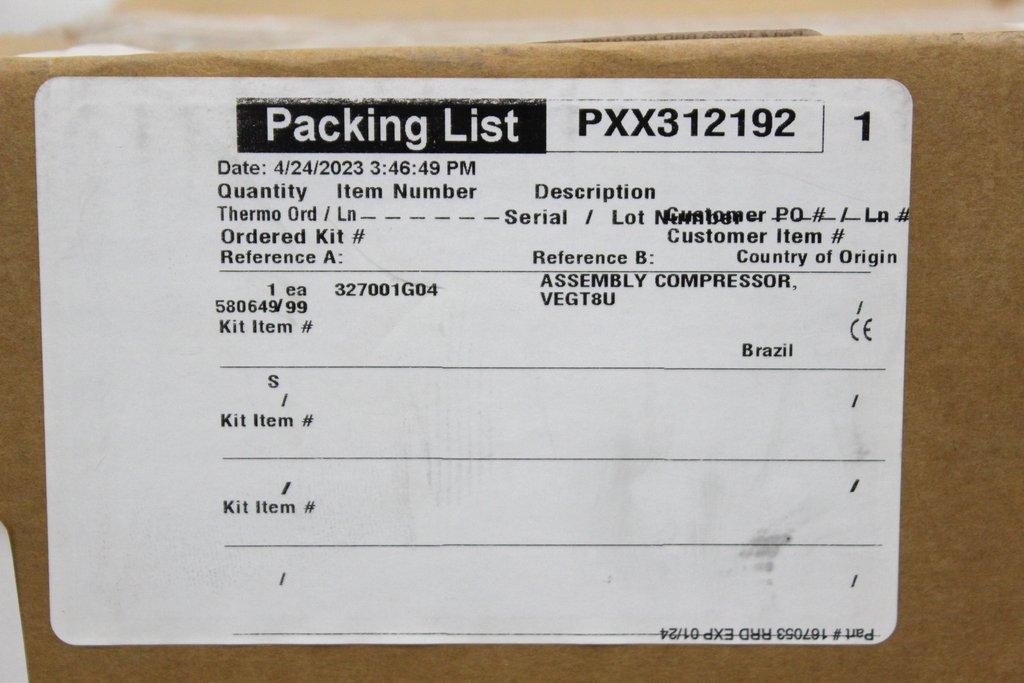 Packing List PXX312192 1
Date: 4/24/2023 3:46:49 PM
Quantity Item Number Description
Thermo Ord / Ln – – – – – – Serial / Lot Number – – Customer PO # / Ln #
Ordered Kit # Customer Item #
Reference A: Reference B: Country of Origin
1 ea 327001G04 ASSEMBLY COMPRESSOR,
580649/99 VEGT8U /
Kit Item # CE
Brazil
S
/ /
Kit Item #
/ /
Kit Item #
/ /
Part # 167053 RRD EXP 01/24